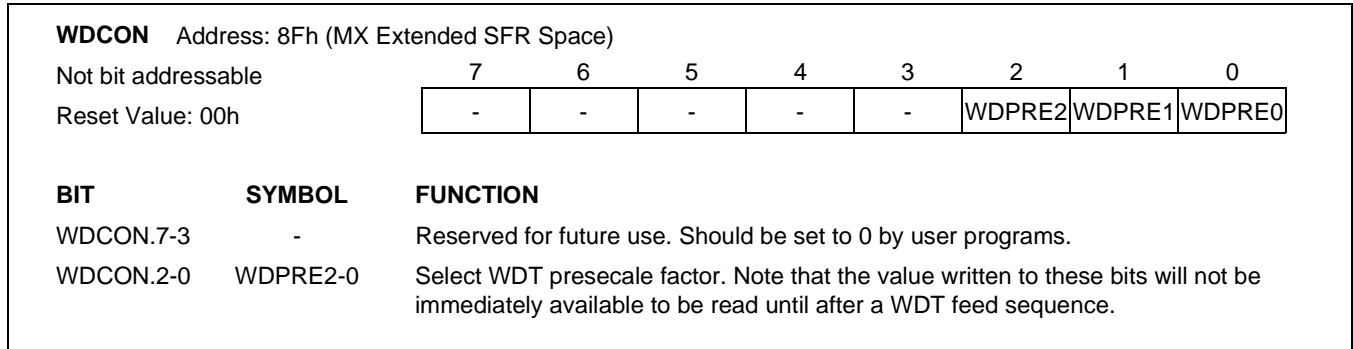 WDCON Address: 8Fh (MX Extended SFR Space)
Not bit addressable 7 6 5 4 3 2 1 0
Reset Value: 00h - - - - - WDPRE2 WDPRE1 WDPRE0
BIT SYMBOL FUNCTION
WDCON.7-3 - Reserved for future use. Should be set to 0 by user programs.
WDCON.2-0 WDPRE2-0 Select WDT presecale factor. Note that the value written to these bits will not be
immediately available to be read until after a WDT feed sequence.